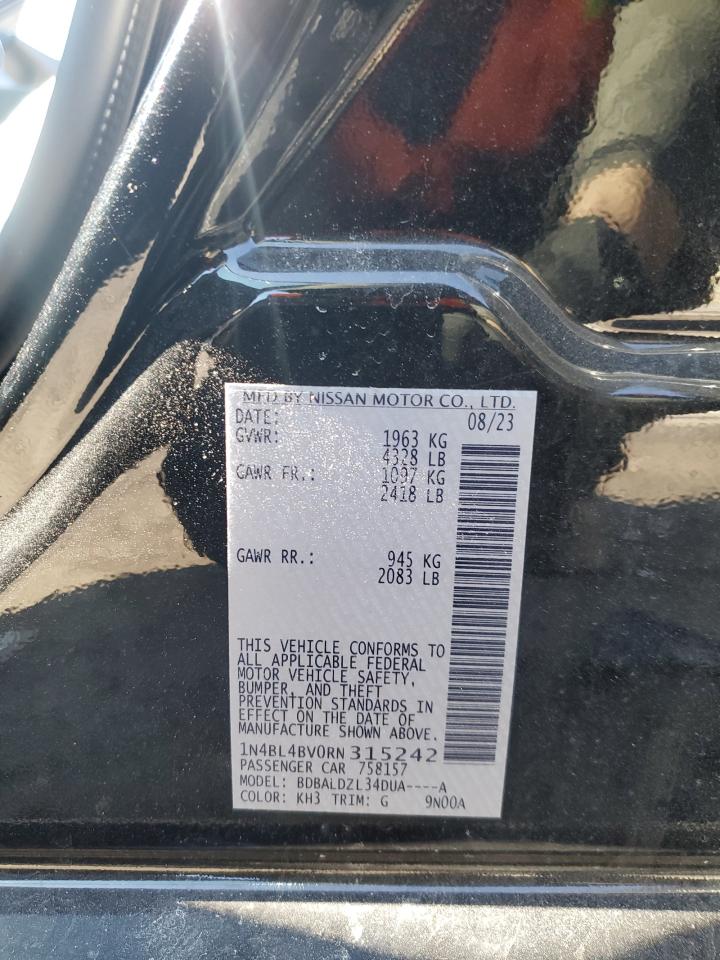 MFD BY NISSAN MOTOR CO., LTD.
DATE: 08/23
GVWR: 1963 KG
4328 LB
GAWR FR.: 1097 KG
2418 LB
GAWR RR.: 945 KG
2083 LB
THIS VEHICLE CONFORMS TO
ALL APPLICABLE FEDERAL
MOTOR VEHICLE SAFETY,
BUMPER, AND THEFT
PREVENTION STANDARDS IN
EFFECT ON THE DATE OF
MANUFACTURE SHOWN ABOVE.
1N4BL4BV0RN315242
PASSENGER CAR 758157
MODEL: BDBALDZL34DUA----A
COLOR: KH3 TRIM: G 9N00A